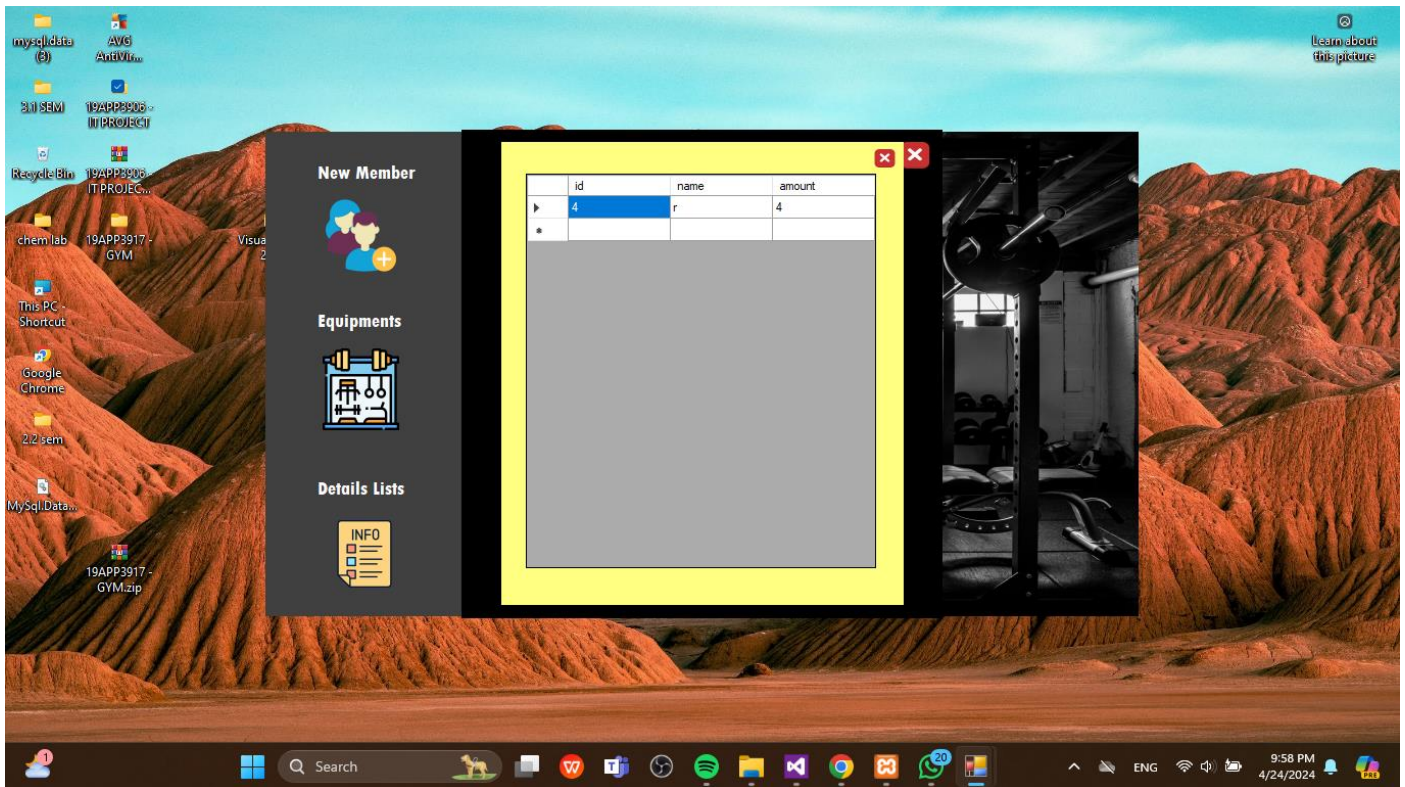 mysql.data
(3)
AVG
AntiVir...
Learn about
this picture
3.1 SEM
19APP3906 -
IT PROJECT
Recycle Bin
19APP3906 -
IT PROJEC...
chem lab
19APP3917 -
GYM
Visua
2
This PC -
Shortcut
Google
Chrome
2.2 sem
MySql.Data...
19APP3917 -
GYM.zip
New Member
Equipments
Details Lists
INFO
id name amount
4 r 4
1
Search
20
ENG
9:58 PM
4/24/2024
PRE